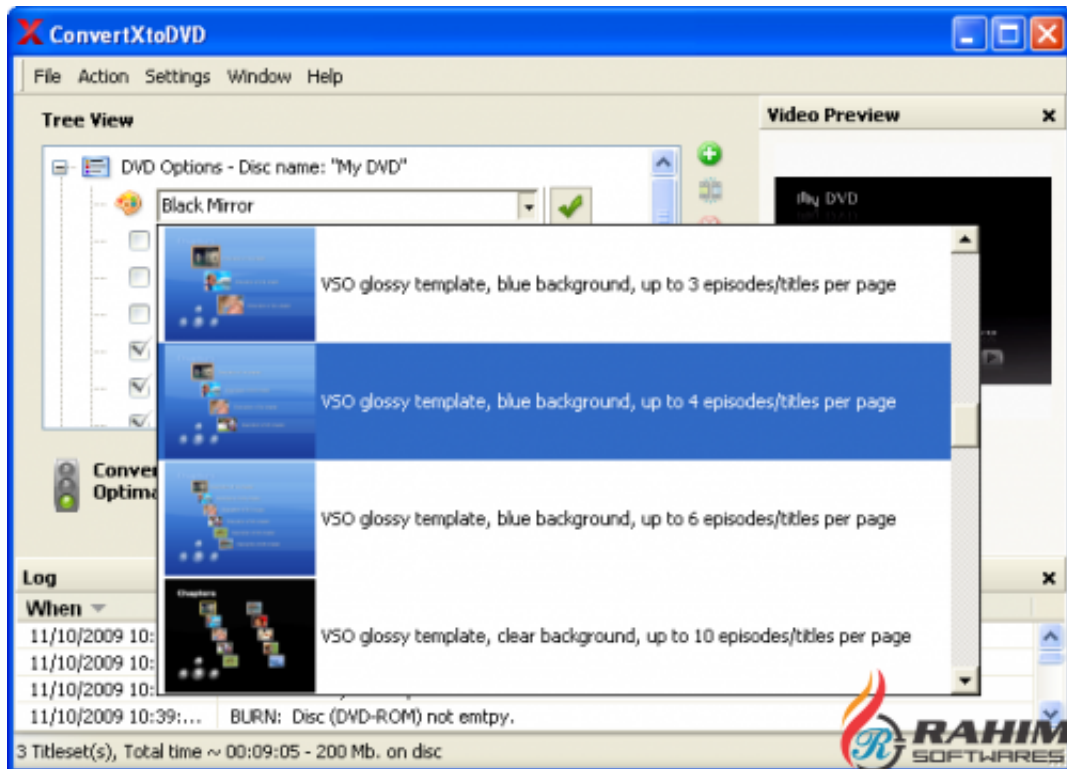 ConvertXtoDVD
File Action Settings Window Help
Tree View
Video Preview
DVD Options - Disc name: "My DVD"
Black Mirror
My DVD
VSO glossy template, blue background, up to 3 episodes/titles per page
VSO glossy template, blue background, up to 4 episodes/titles per page
VSO glossy template, blue background, up to 6 episodes/titles per page
Chapters
VSO glossy template, clear background, up to 10 episodes/titles per page
Conver
Optima
Log
When
11/10/2009 10:
11/10/2009 10:
11/10/2009 10:
11/10/2009 10:39:... BURN: Disc (DVD-ROM) not emtpy.
3 Titleset(s), Total time ~ 00:09:05 - 200 Mb. on disc
RAHIM
SOFTWARES